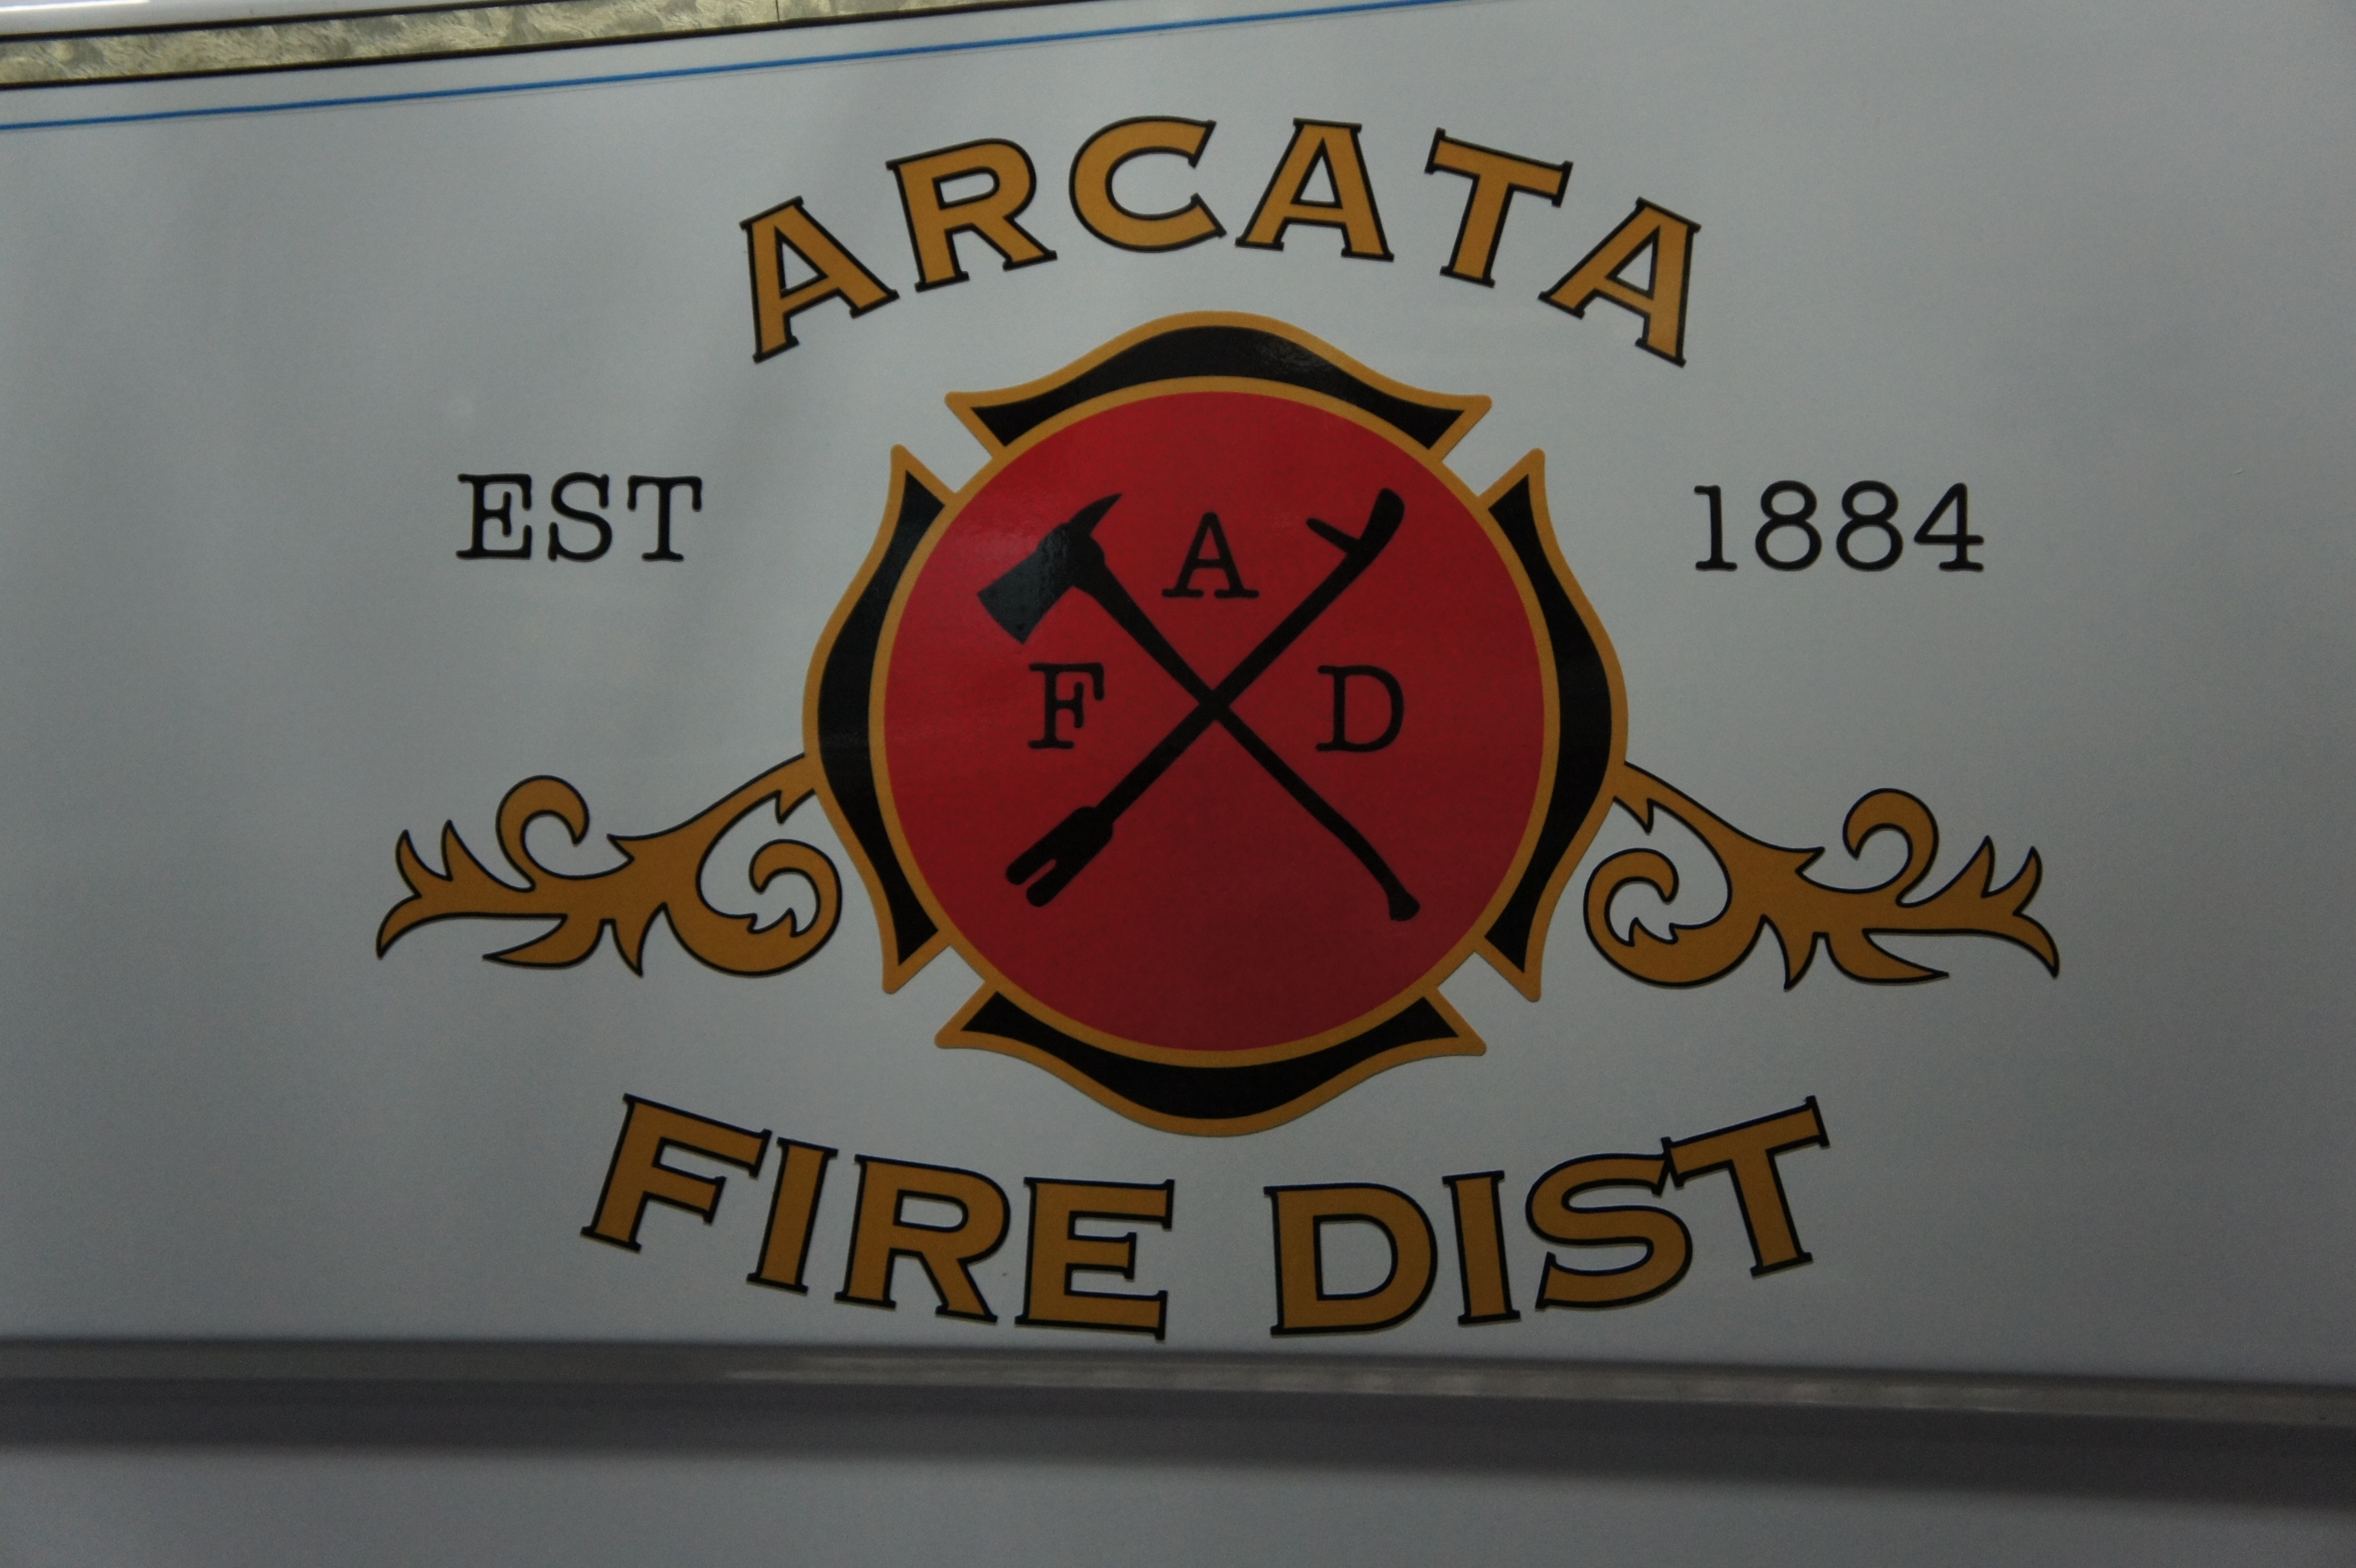 ARCATA
EST 1884
A
F D
FIRE DIST